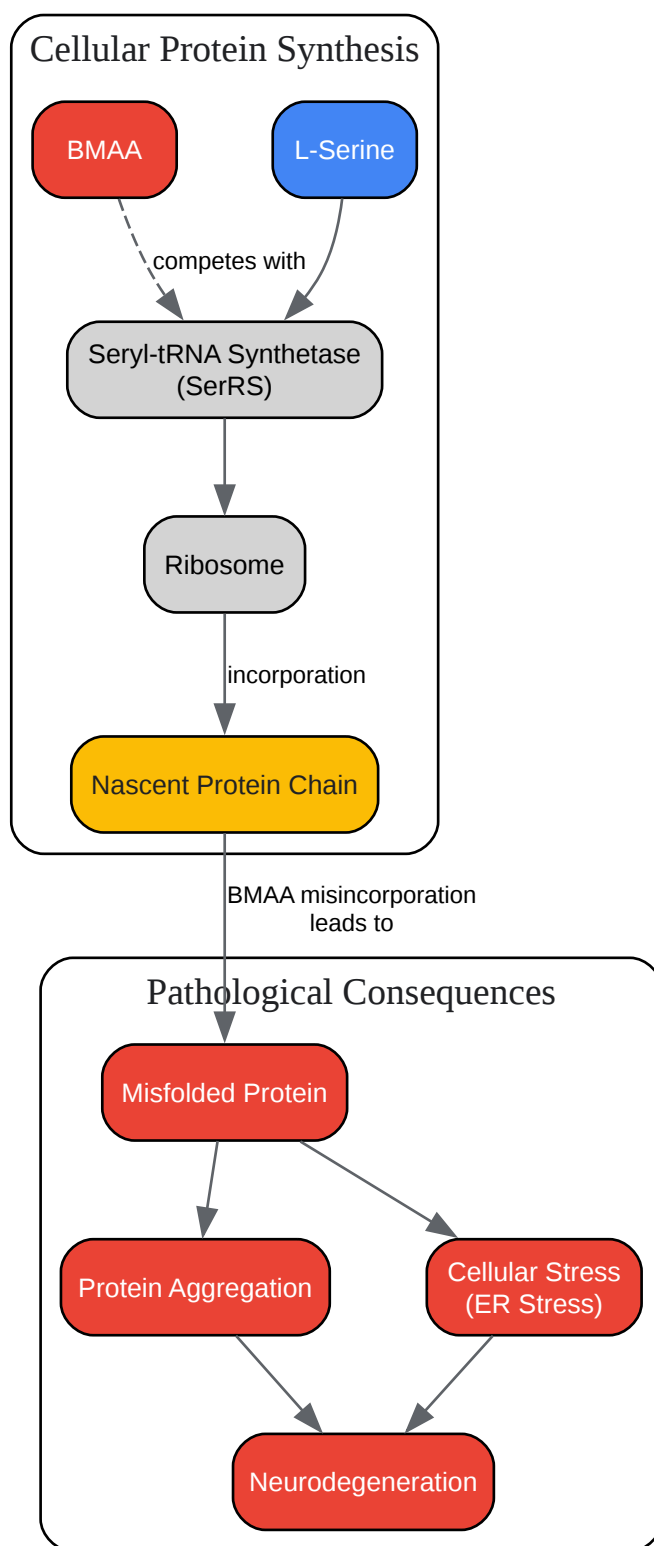 Cellular Protein Synthesis
BMAA
L-Serine
competes with
Seryl-tRNA Synthetase
(SerRS)
Ribosome
incorporation
Nascent Protein Chain
BMAA misincorporation
leads to
Pathological Consequences
Misfolded Protein
Protein Aggregation
Cellular Stress
(ER Stress)
Neurodegeneration